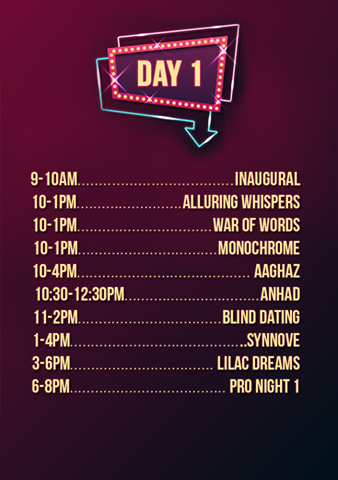 DAY 1
9-10AM..................................INAUGURAL
10-1PM.......................ALLURING WHISPERS
10-1PM..............................WAR OF WORDS
10-1PM...............................MONOCHROME
10-4PM...................................... AAGHAZ
10:30-12:30PM.............................ANHAD
11-2PM...............................BLIND DATING
1-4PM.......................................SYNNOVE
3-6PM............................... LILAC DREAMS
6-8PM.................................. PRO NIGHT 1